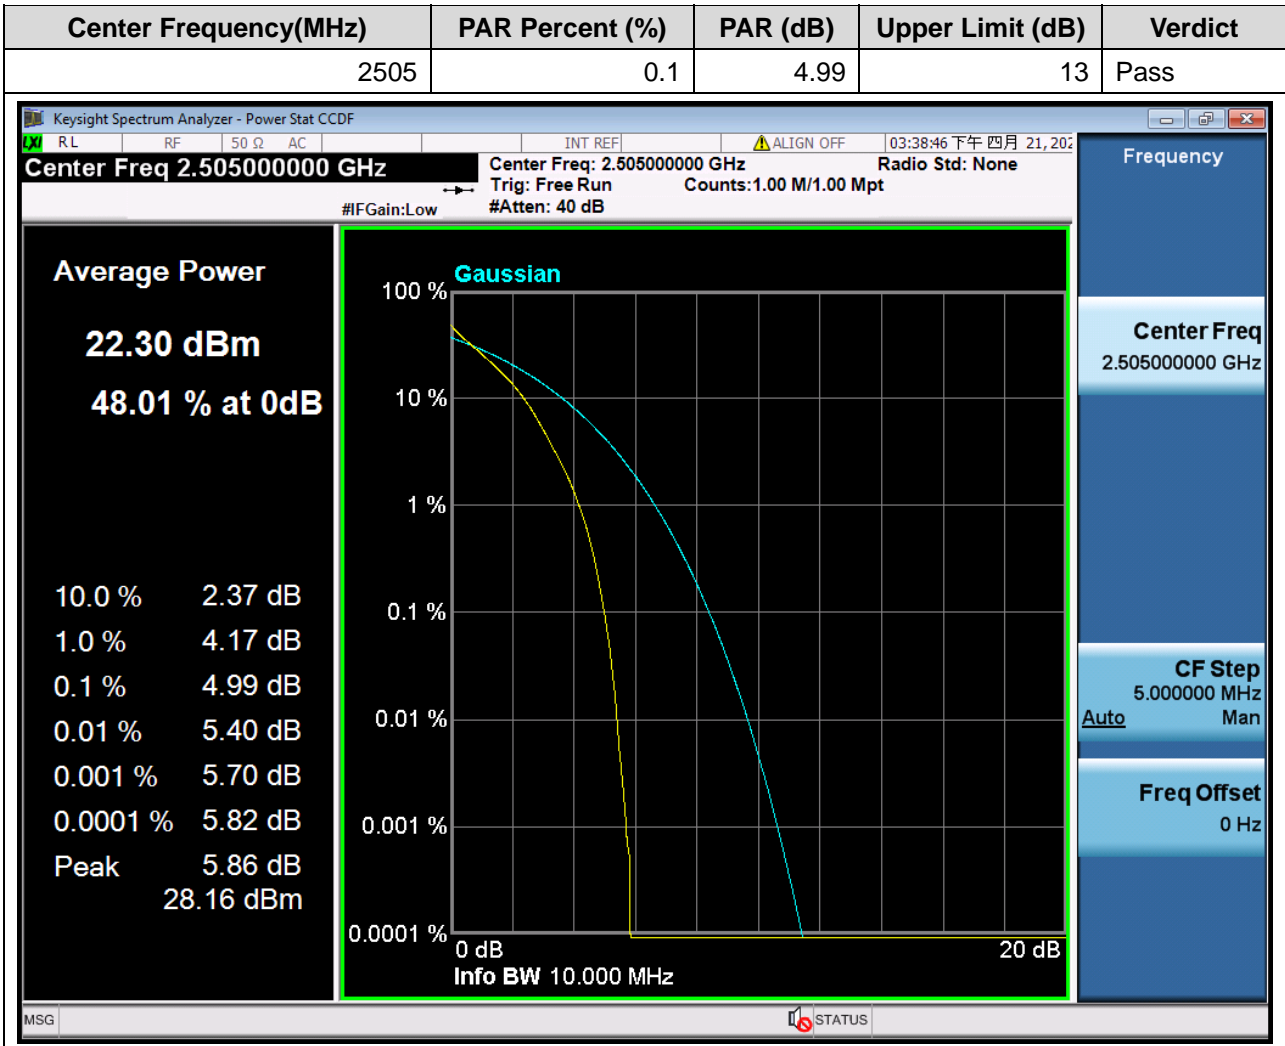 Center Frequency(MHz) PAR Percent (%) PAR (dB) Upper Limit (dB) Verdict
2505 0.1 4.99 13 Pass
Keysight Spectrum Analyzer - Power Stat CCDF
LXI RL RF 50 Ω AC INT REF ALIGN OFF 03:38:46 下午 四月 21, 202
Center Freq 2.505000000 GHz
Center Freq: 2.505000000 GHz Radio Std: None
Trig: Free Run Counts:1.00 M/1.00 Mpt
#IFGain:Low #Atten: 40 dB
Frequency
Average Power
22.30 dBm
48.01 % at 0dB
10.0 % 2.37 dB
1.0 % 4.17 dB
0.1 % 4.99 dB
0.01 % 5.40 dB
0.001 % 5.70 dB
0.0001 % 5.82 dB
Peak 5.86 dB
28.16 dBm
Gaussian
100 %
10 %
1 %
0.1 %
0.01 %
0.001 %
0.0001 %
0 dB 20 dB
Info BW 10.000 MHz
Center Freq
2.505000000 GHz
CF Step
5.000000 MHz
Auto Man
Freq Offset
0 Hz
MSG STATUS